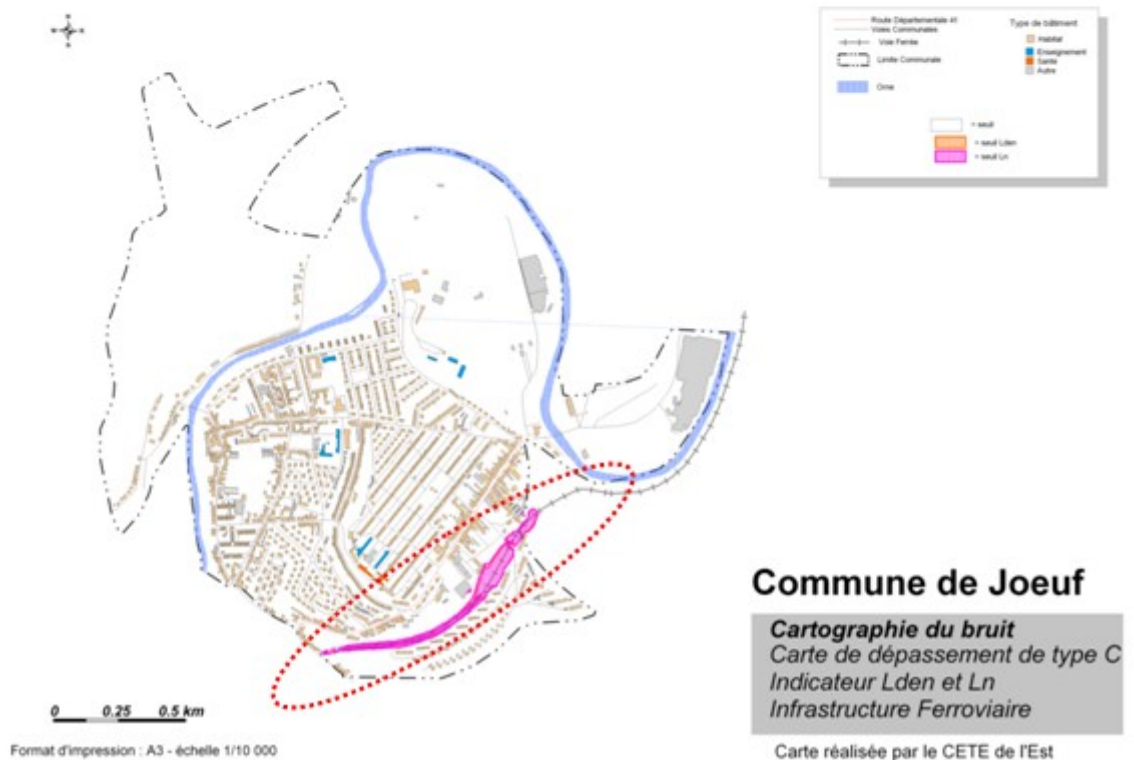 Route Départementale 41
Voies Communales
Voie Ferrée
Limite Communale
Orne
Type de bâtiment
Habitat
Enseignement
Santé
Autre
= seuil
= seuil Lden
= seuil Ln
Commune de Joeuf
Cartographie du bruit
Carte de dépassement de type C
Indicateur Lden et Ln
Infrastructure Ferroviaire
0 0.25 0.5 km
Format d'impression : A3 - échelle 1/10 000
Carte réalisée par le CETE de l'Est